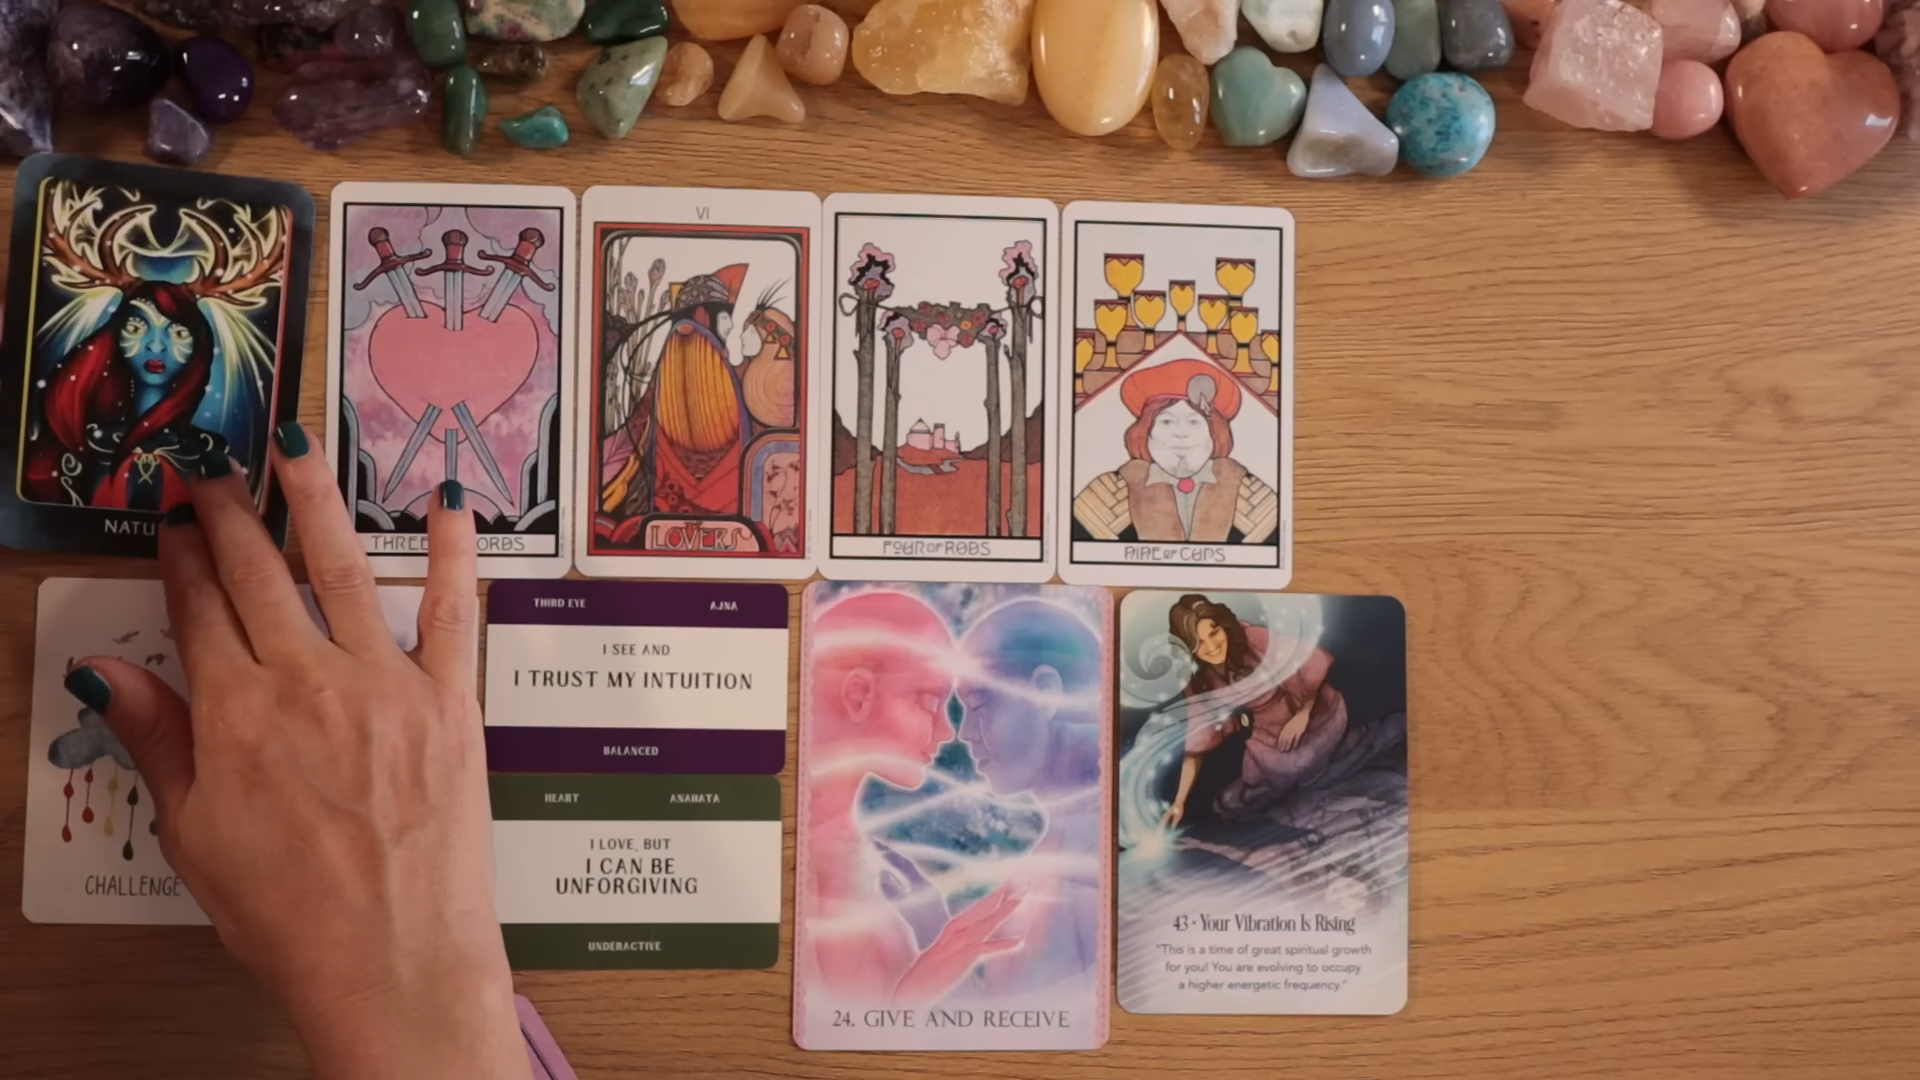 VI
NATU
THREE ORDS
LOVERS
FOUR OF RODS
NINE OF CUPS
THIRD EYE AJNA
I SEE AND
I TRUST MY INTUITION
BALANCED
HEART ANAHATA
I LOVE, BUT
I CAN BE
UNFORGIVING
UNDERACTIVE
CHALLENGE
24. GIVE AND RECEIVE
43 · Your Vibration Is Rising
"This is a time of great spiritual growth
for you! You are evolving to occupy
a higher energetic frequency."